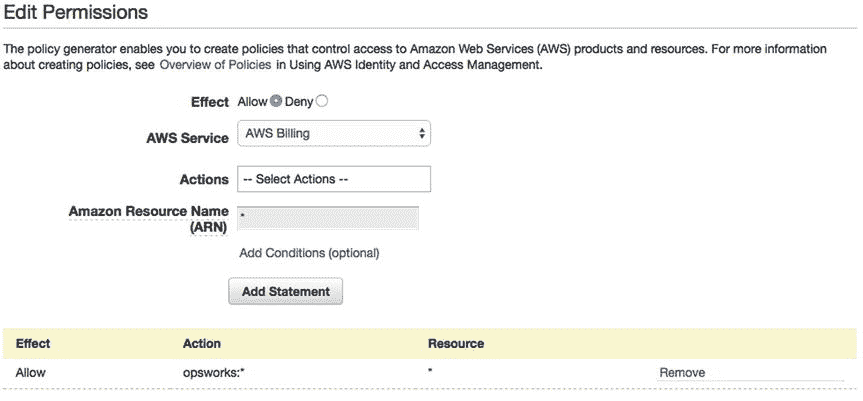 Edit Permissions
The policy generator enables you to create policies that control access to Amazon Web Services (AWS) products and resources. For more information
about creating policies, see Overview of Policies in Using AWS Identity and Access Management.
Effect Allow Deny
AWS Service AWS Billing
Actions -- Select Actions --
Amazon Resource Name
(ARN)
*
Add Conditions (optional)
Add Statement
Effect Action Resource
Allow opsworks:* * Remove